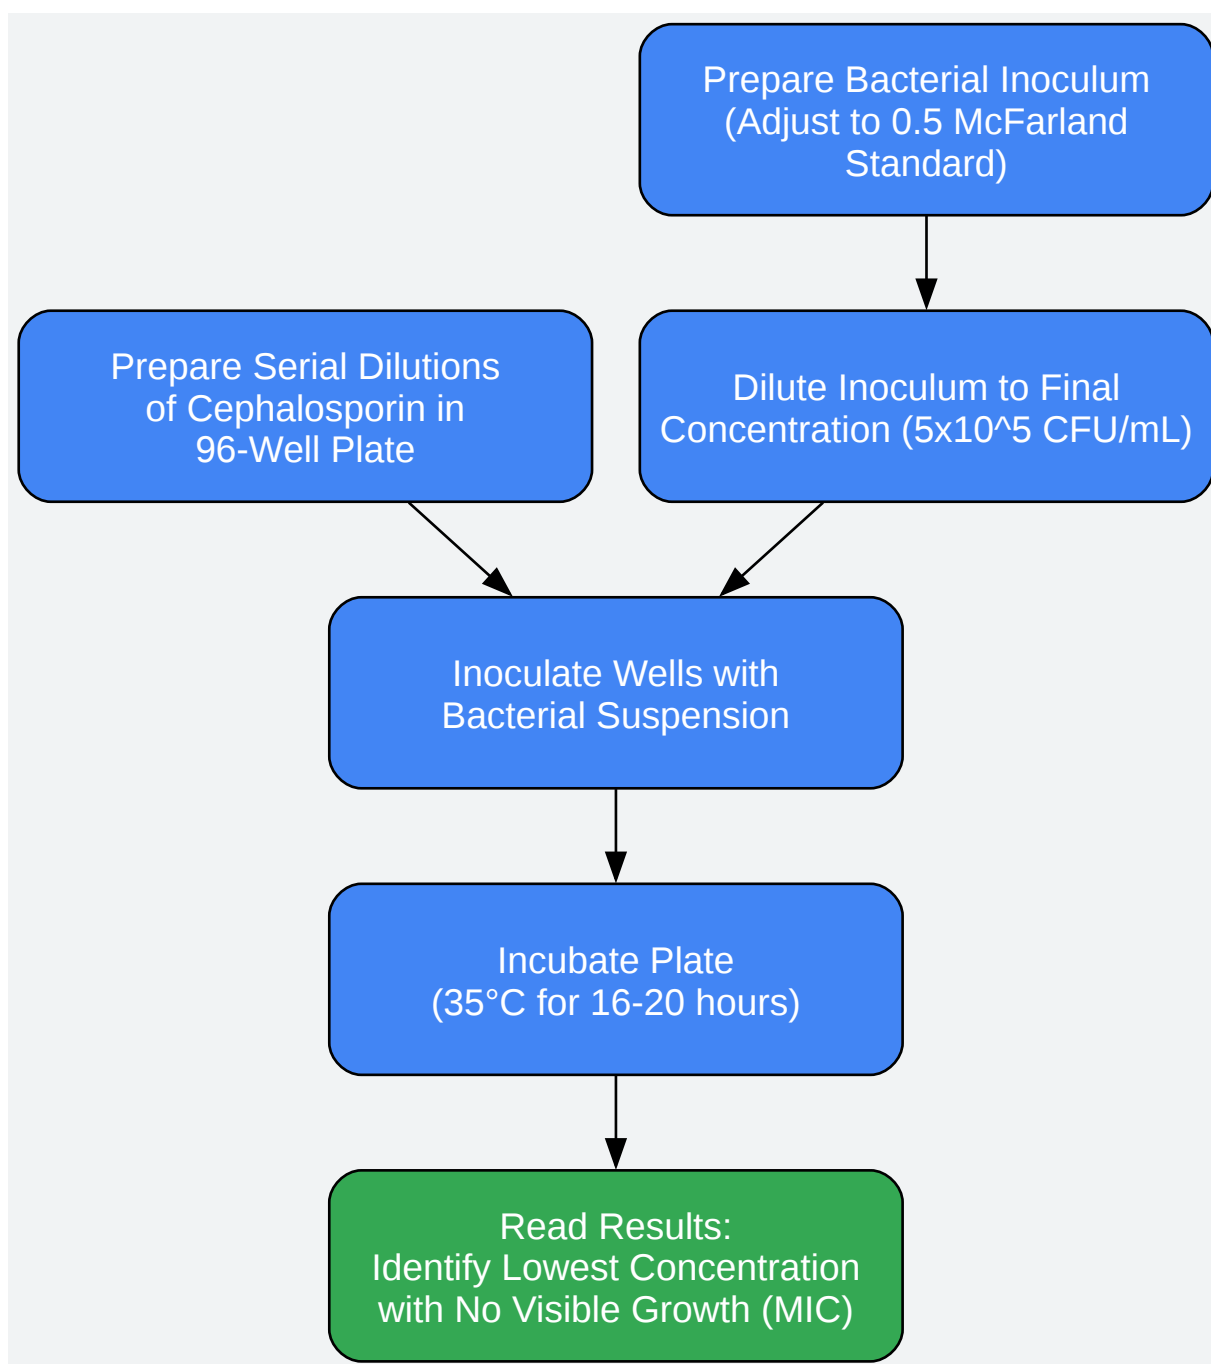 Prepare Bacterial Inoculum
(Adjust to 0.5 McFarland
Standard)
Prepare Serial Dilutions
of Cephalosporin in
96-Well Plate
Dilute Inoculum to Final
Concentration (5x10^5 CFU/mL)
Inoculate Wells with
Bacterial Suspension
Incubate Plate
(35°C for 16-20 hours)
Read Results:
Identify Lowest Concentration
with No Visible Growth (MIC)